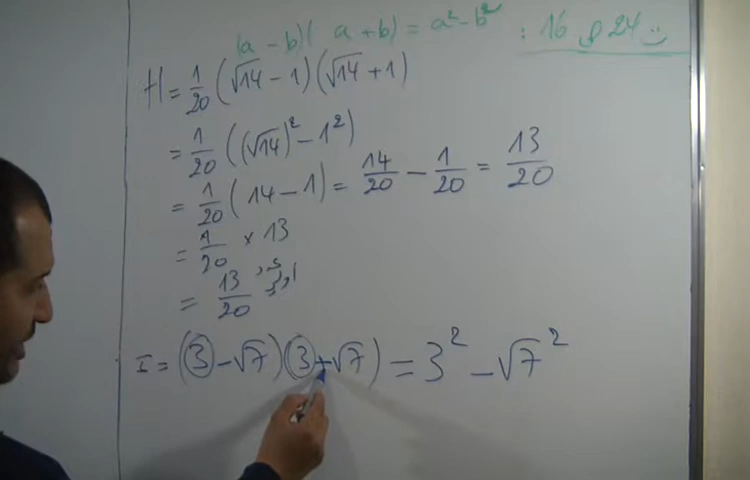 (a - b)(a + b) = a² - b² : 16 ص 24
H = 1/20 (√14 - 1)(√14 + 1)
= 1/20 ((√14)² - 1²)
= 1/20 (14 - 1) = 14/20 - 1/20 = 13/20
= 1/20 × 13
= 13/20
I = (3 - √7)(3 + √7) = 3² - √7²